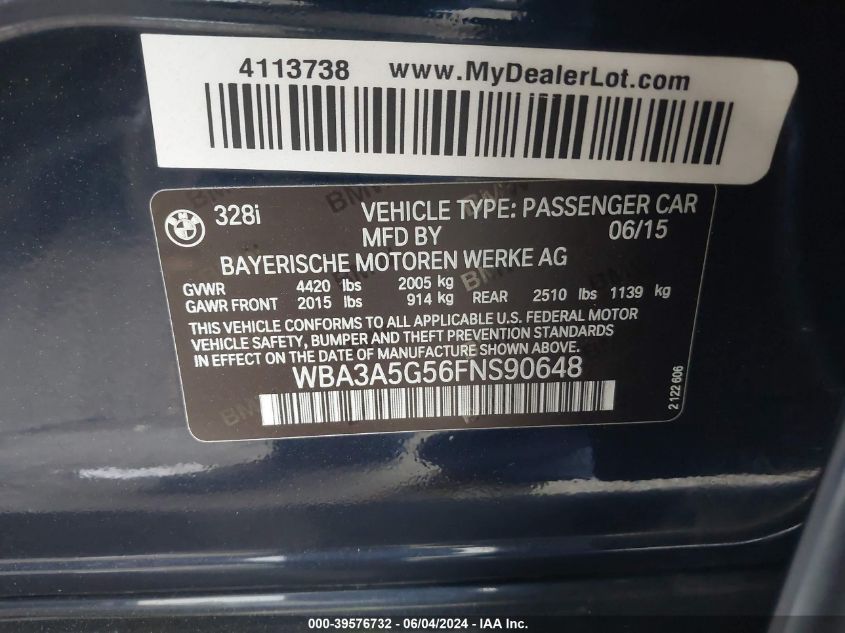 4113738 www.MyDealerLot.com
BMW
328i VEHICLE TYPE: PASSENGER CAR
MFD BY 06/15
BAYERISCHE MOTOREN WERKE AG
GVWR 4420 lbs 2005 kg
GAWR FRONT 2015 lbs 914 kg REAR 2510 lbs 1139 kg
THIS VEHICLE CONFORMS TO ALL APPLICABLE U.S. FEDERAL MOTOR
VEHICLE SAFETY, BUMPER AND THEFT PREVENTION STANDARDS
IN EFFECT ON THE DATE OF MANUFACTURE SHOWN ABOVE.
WBA3A5G56FNS90648
2 122 606
000-39576732 - 06/04/2024 - IAA Inc.